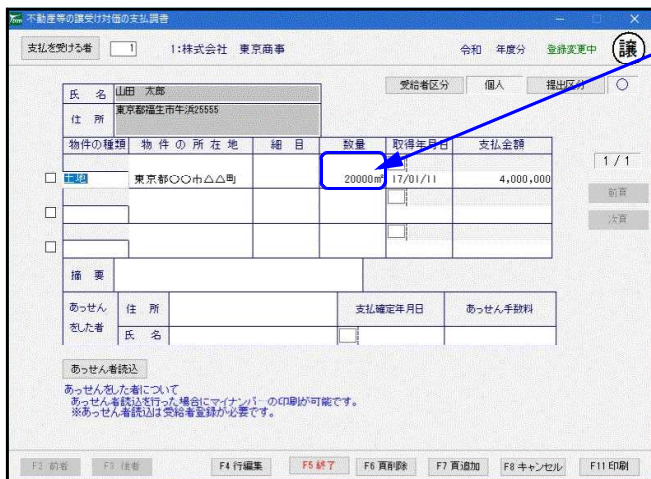 不動産等の譲受け対価の支払調書
支払を受ける者 1 1:株式会社 東京商事 令和 年度分 登録変更中 譲
氏 名 山田 太郎 受給者区分 個人 提出区分 ○
住 所 東京都福生市牛浜25555
物件の種類 物件の所在地 細 目 数量 取得年月日 支払金額
1 / 1
土地 東京都○○市△△町 20000㎡ 17/01/11 4,000,000
前頁
次頁
摘 要
あっせんをした者 住 所 支払確定年月日 あっせん手数料
氏 名
あっせん者読込
あっせんをした者について
あっせん者読込を行った場合にマイナンバーの印刷が可能です。
※あっせん者読込は受給者登録が必要です。
F2 前者 F3 後者 F4 行編集 F5 終了 F6 頁削除 F7 頁追加 F8 キャンセル F11 印刷